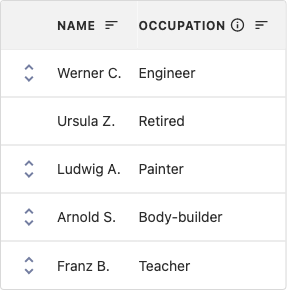 NAME OCCUPATION
Werner C. Engineer
Ursula Z. Retired
Ludwig A. Painter
Arnold S. Body-builder
Franz B. Teacher